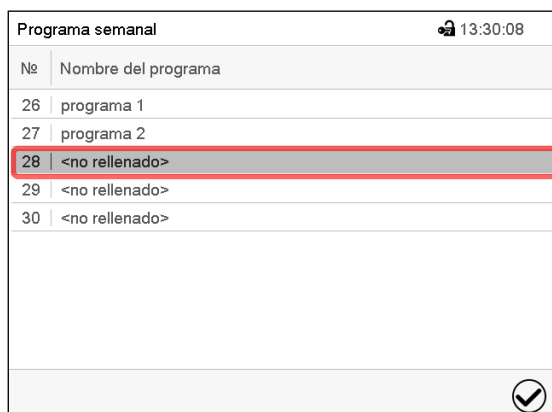 Programa semanal 13:30:08
№ Nombre del programa
26 programa 1
27 programa 2
28 <no rellenado>
29 <no rellenado>
30 <no rellenado>